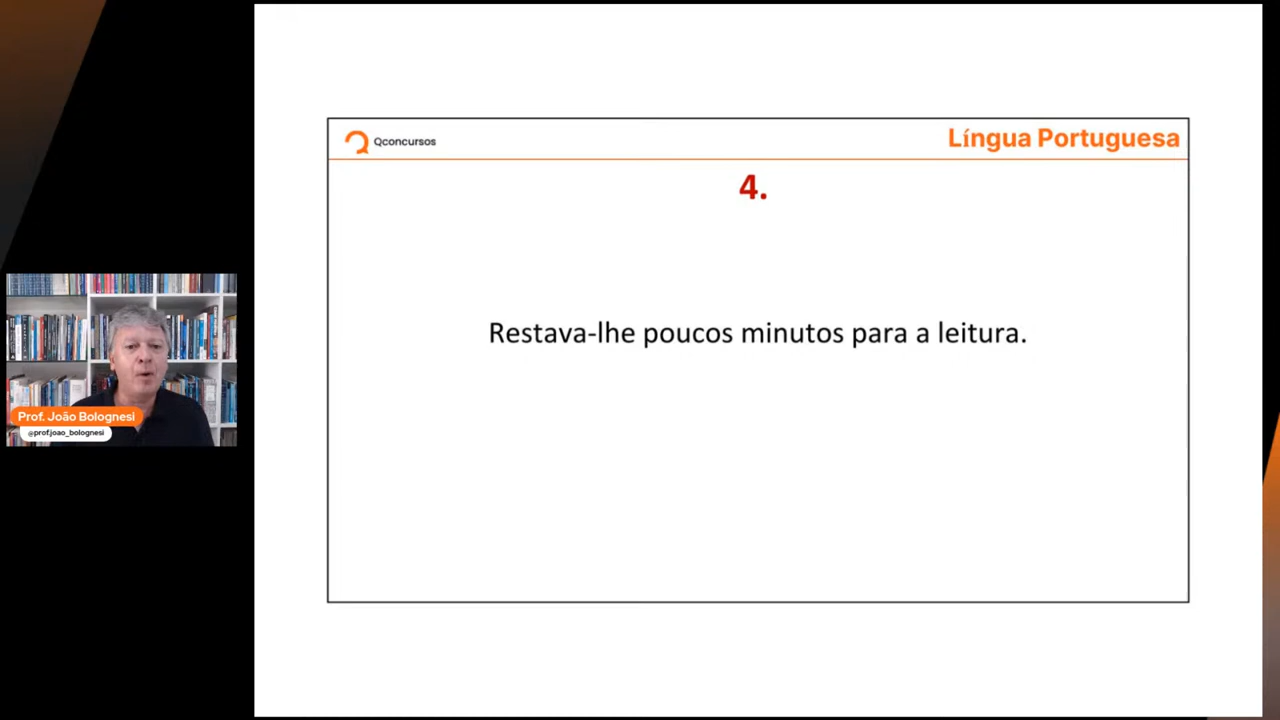 Qconcursos
Língua Portuguesa
4.
Restava-lhe poucos minutos para a leitura.
Prof. João Bolognesi
@prof.joao_bolognesi